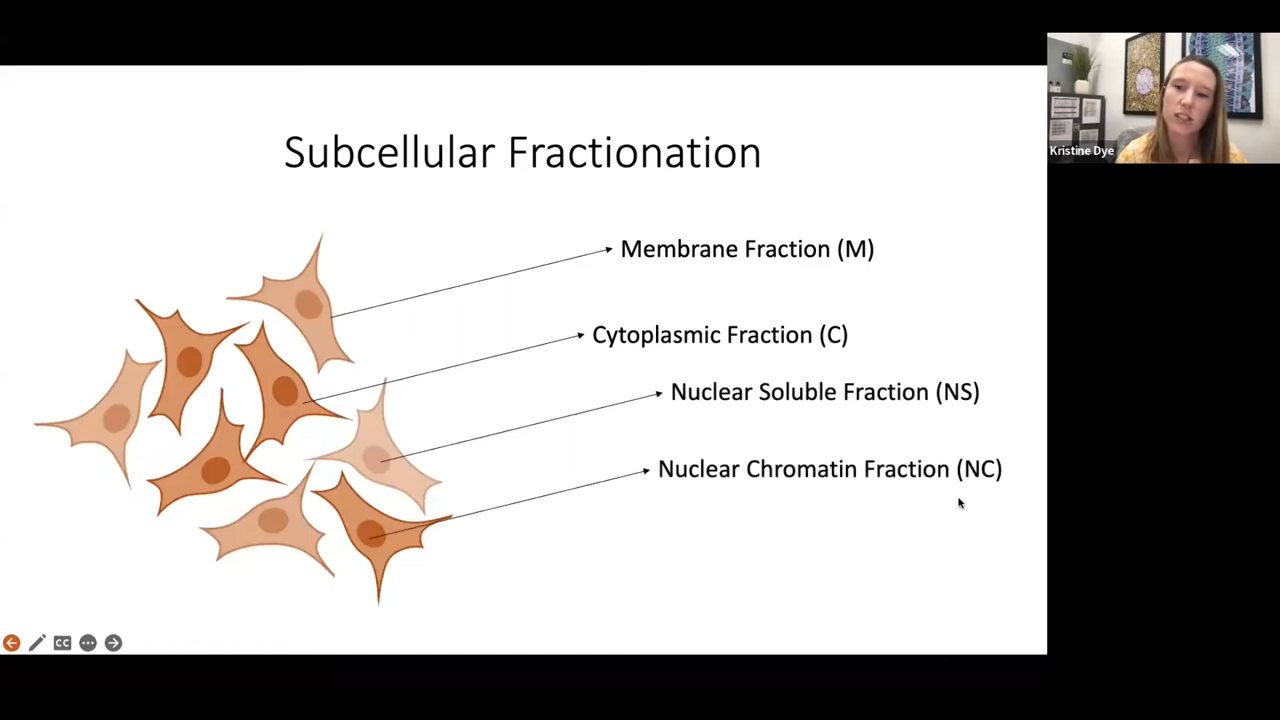 Subcellular Fractionation
Membrane Fraction (M)
Cytoplasmic Fraction (C)
Nuclear Soluble Fraction (NS)
Nuclear Chromatin Fraction (NC)
CC
Kristine Dye